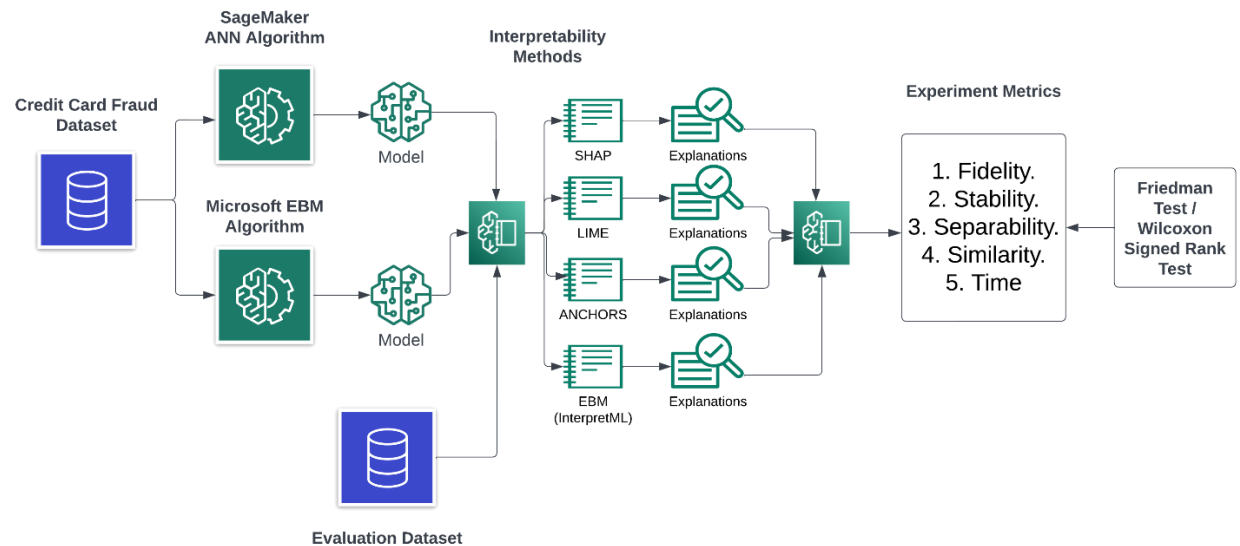 SageMaker
ANN Algorithm
Interpretability
Methods
Credit Card Fraud
Dataset
Experiment Metrics
Model
SHAP
Explanations
1. Fidelity.
2. Stability.
3. Separability.
4. Similarity.
5. Time
Friedman
Test /
Wilcoxon
Signed Rank
Test
Microsoft EBM
Algorithm
LIME
Explanations
Model
ANCHORS
Explanations
EBM
(InterpretML)
Explanations
Evaluation Dataset